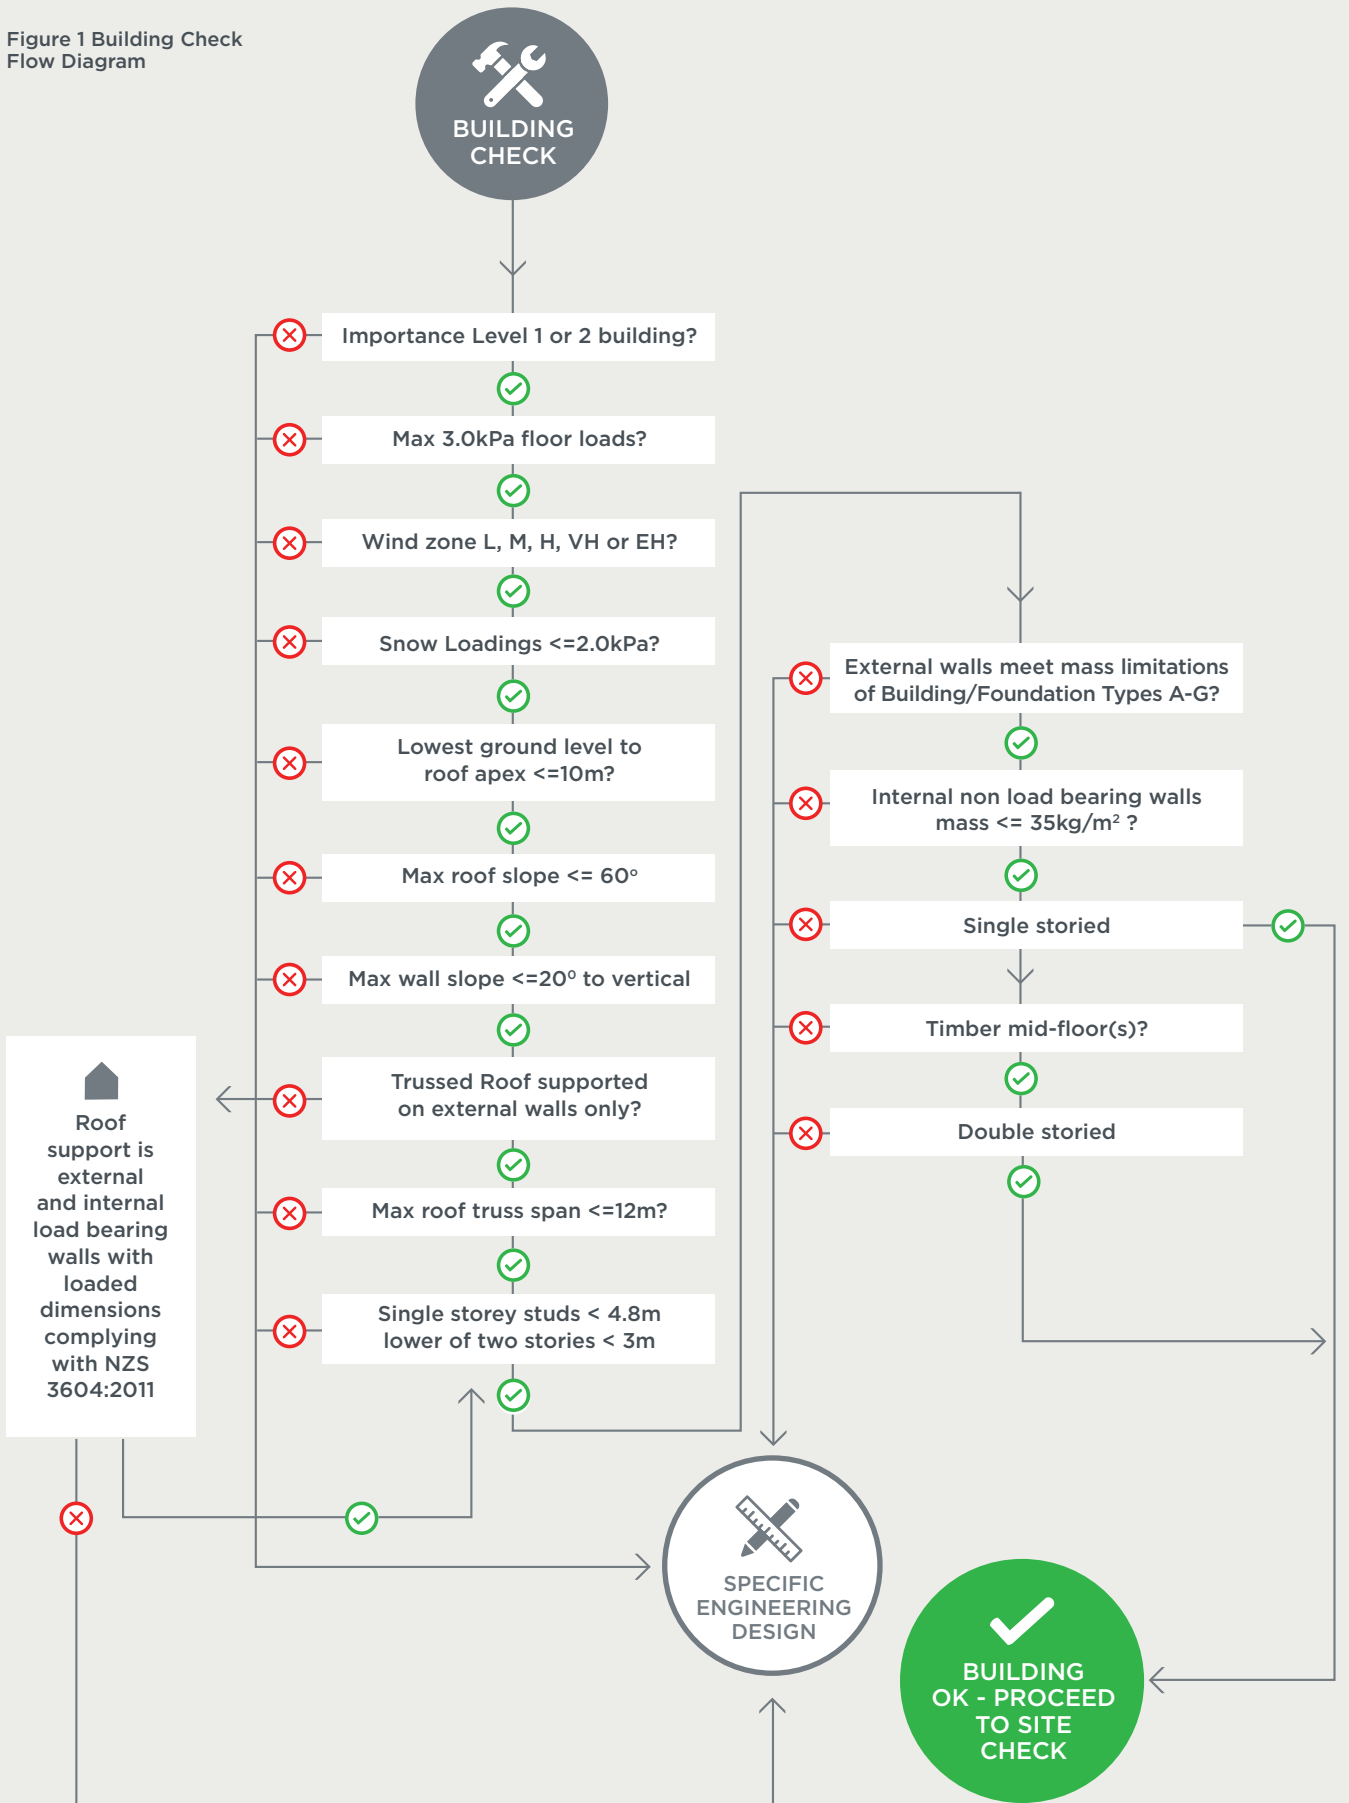 Figure 1 Building Check
Flow Diagram
BUILDING
CHECK
Importance Level 1 or 2 building?
Max 3.0kPa floor loads?
Wind zone L, M, H, VH or EH?
Snow Loadings <=2.0kPa?
Lowest ground level to
roof apex <=10m?
Max roof slope <= 60º
Max wall slope <=20⁰ to vertical
Trussed Roof supported
on external walls only?
Max roof truss span <=12m?
Single storey studs < 4.8m
lower of two stories < 3m
Roof
support is
external
and internal
load bearing
walls with
loaded
dimensions
complying
with NZS
3604:2011
External walls meet mass limitations
of Building/Foundation Types A-G?
Internal non load bearing walls
mass <= 35kg/m² ?
Single storied
Timber mid-floor(s)?
Double storied
SPECIFIC
ENGINEERING
DESIGN
BUILDING
OK - PROCEED
TO SITE
CHECK